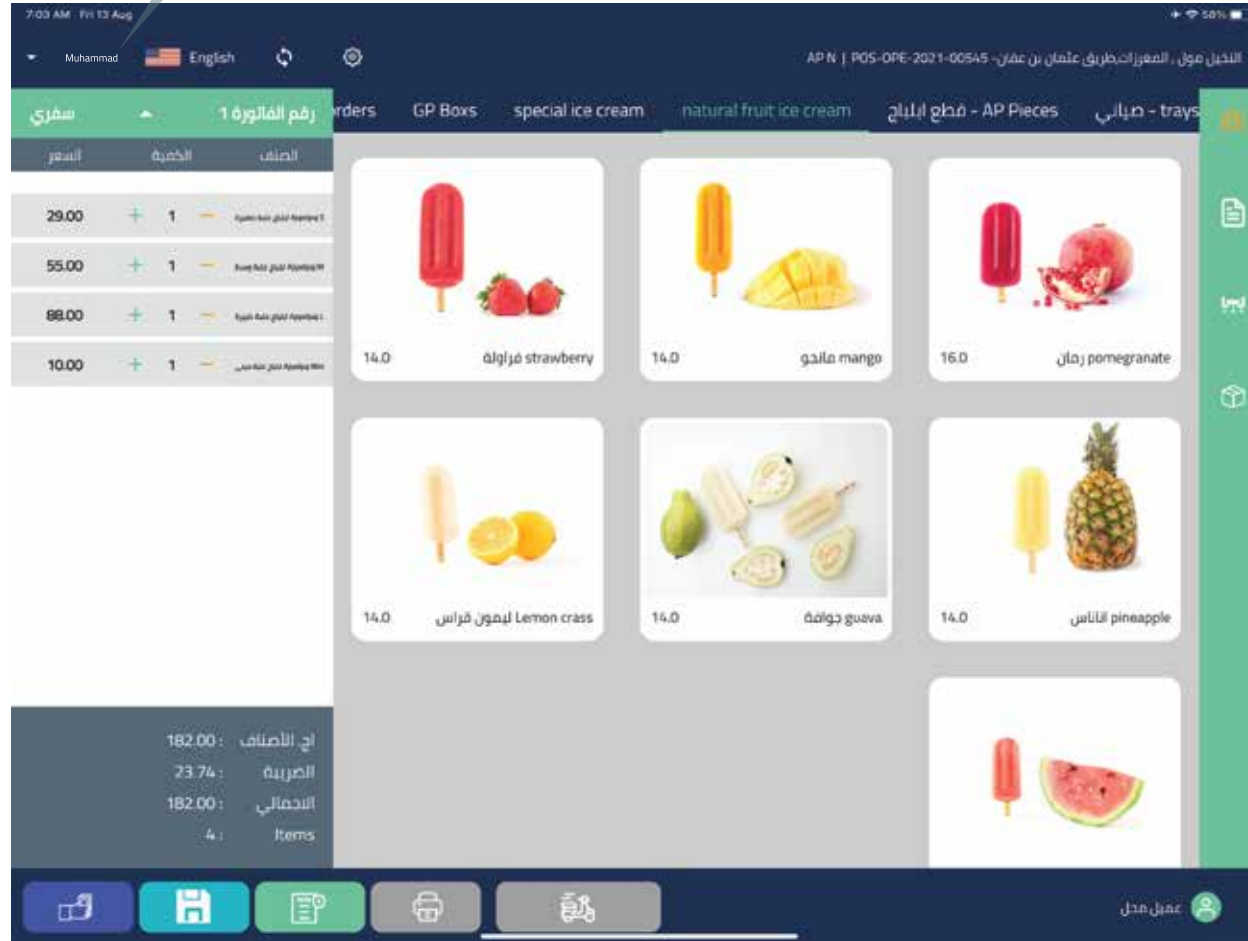 7:03 AM Fri 13 Aug
58%
Muhammad
English
النخيل مول , المغرزات,طريق عثمان بن عفان- AP N | POS-OPE-2021-00545
رقم الفاتورة 1
سفري
rders
GP Boxs
special ice cream
natural fruit ice cream
AP Pieces - قطع ابلباج
trays - صياني
الصنف
الكمية
السعر
1
29.00
1
55.00
1
88.00
1
10.00
رمان pomegranate
16.0
مانجو mango
14.0
فراولة strawberry
14.0
اناناس pineapple
14.0
جوافة guava
14.0
ليمون قراس Lemon crass
14.0
اج. الأصناف : 182.00
الضريبة : 23.74
الاجمالي : 182.00
Items : 4
عميل محل